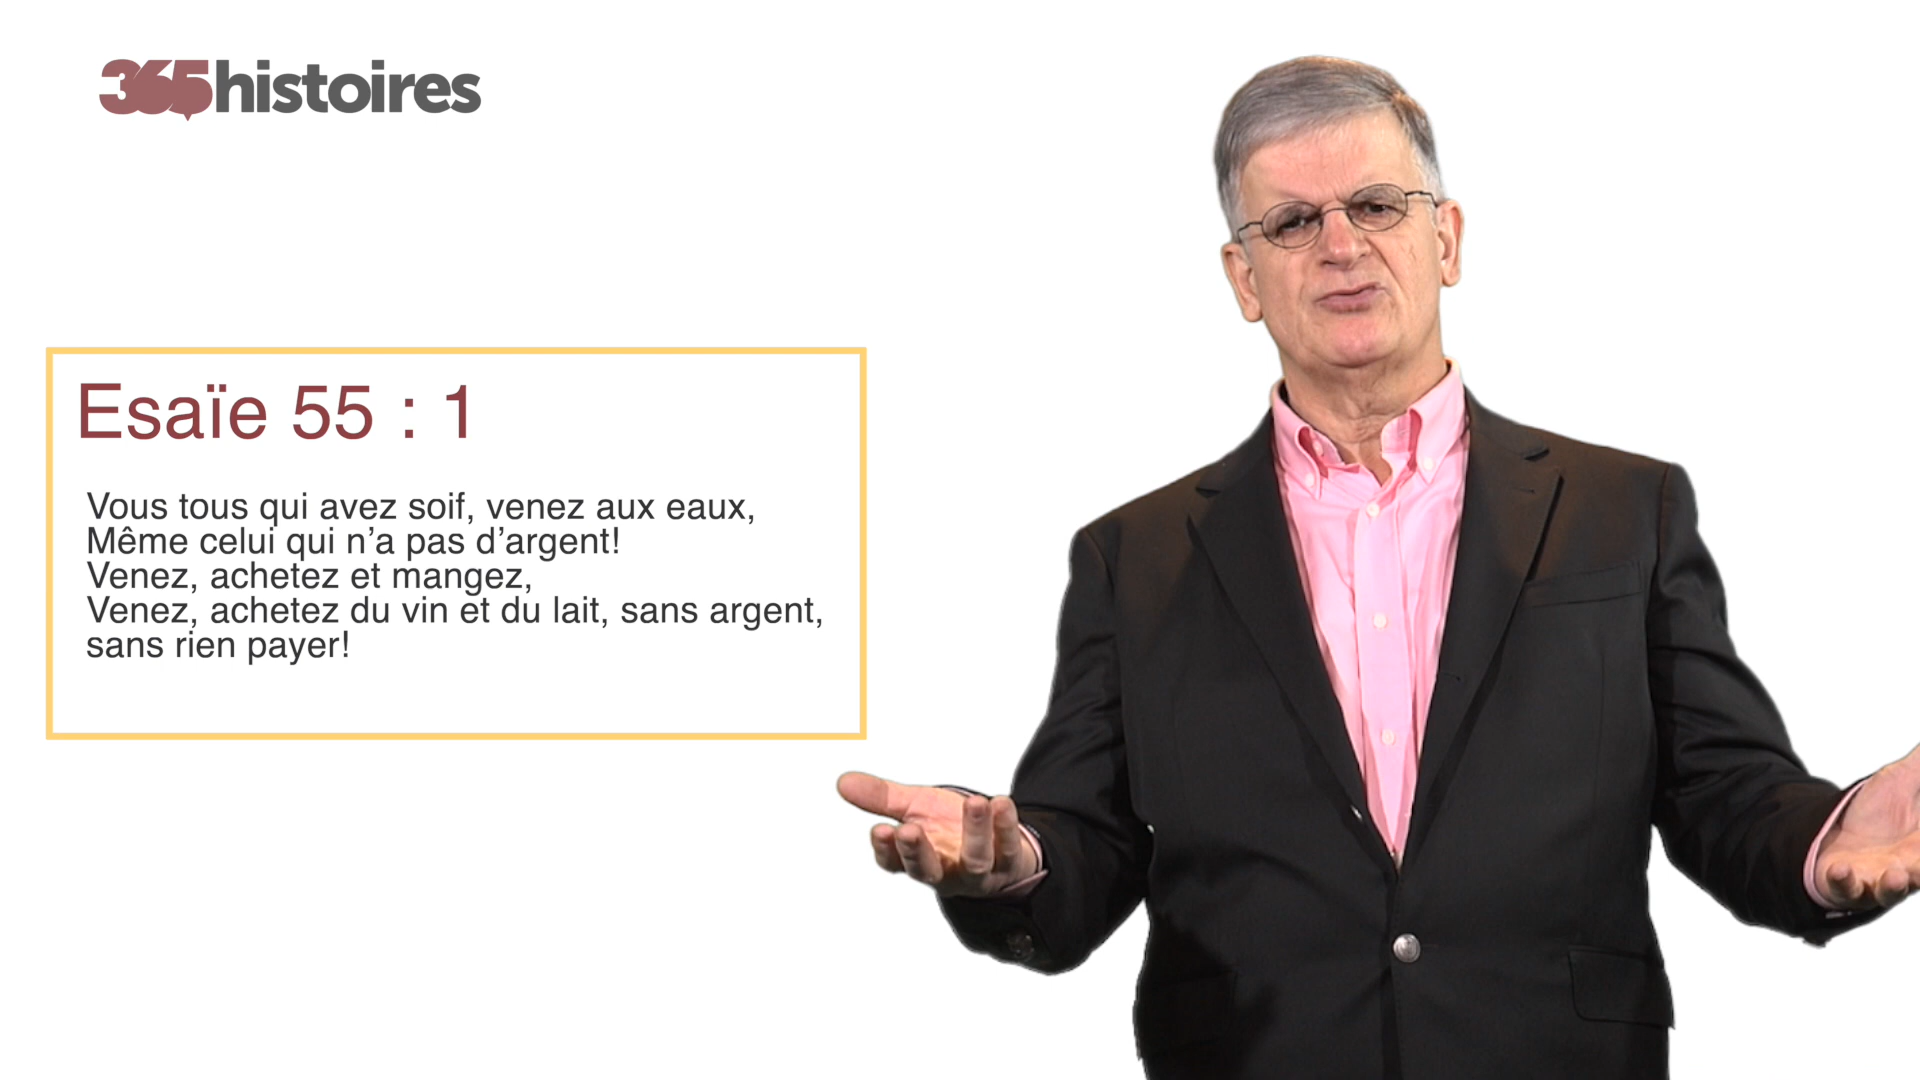 365histoires
Esaïe 55 : 1
Vous tous qui avez soif, venez aux eaux,
Même celui qui n’a pas d’argent!
Venez, achetez et mangez,
Venez, achetez du vin et du lait, sans argent,
sans rien payer!